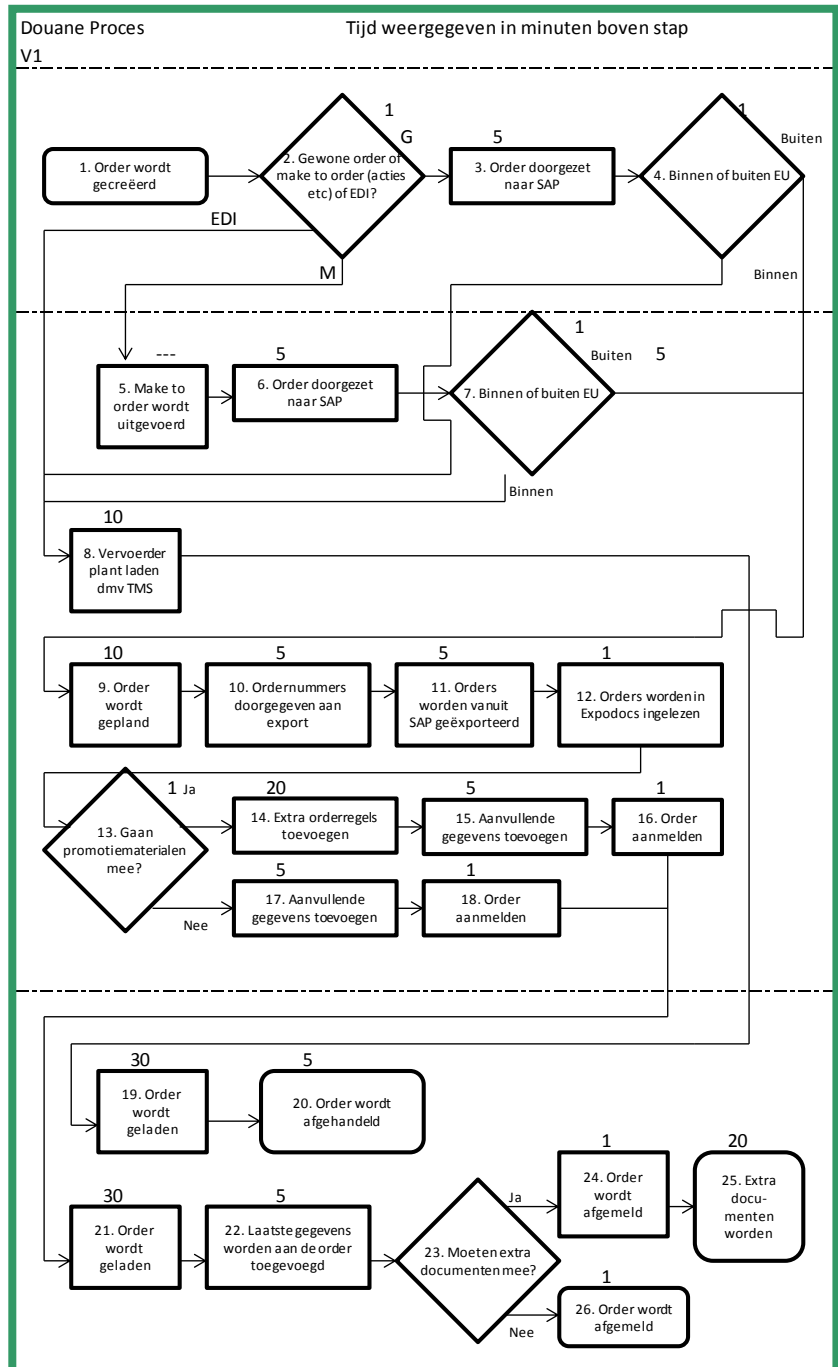 Douane Proces Tijd weergegeven in minuten boven stap
V1
1
G
5
1
Buiten
1. Order wordt
gecreëerd
2. Gewone order of
make to order (acties
etc) of EDI?
3. Order doorgezet
naar SAP
4. Binnen of buiten EU
EDI
M
Binnen
---
5
1
Buiten
5
5. Make to
order wordt
uitgevoerd
6. Order doorgezet
naar SAP
7. Binnen of buiten EU
Binnen
10
8. Vervoerder
plant laden
dmv TMS
10
5
5
1
9. Order
wordt
gepland
10. Ordernummers
doorgegeven aan
export
11. Orders
worden vanuit
SAP geëxporteerd
12. Orders worden in
Expodocs ingelezen
1
Ja
20
5
1
13. Gaan
promotiematerialen
mee?
14. Extra orderregels
toevoegen
15. Aanvullende
gegevens toevoegen
16. Order
aanmelden
5
1
Nee
17. Aanvullende
gegevens toevoegen
18. Order
aanmelden
30
5
19. Order
wordt
geladen
20. Order wordt
afgehandeld
1
20
30
5
Ja
24. Order
wordt
afgemeld
25. Extra
docu-
menten
worden
21. Order
wordt
geladen
22. Laatste gegevens
worden aan de order
toegevoegd
23. Moeten extra
documenten mee?
1
Nee
26. Order wordt
afgemeld